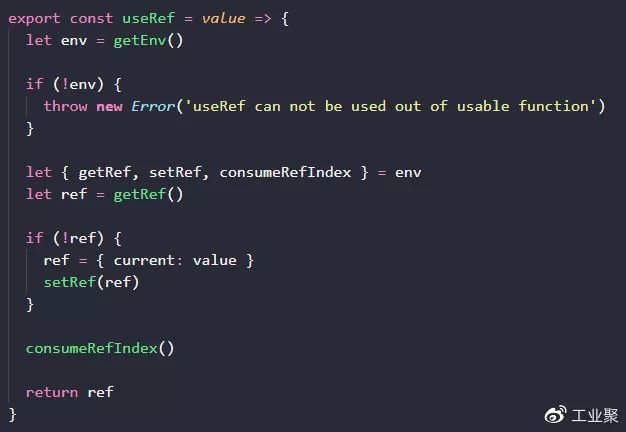 export const useRef = value => {
  let env = getEnv()

  if (!env) {
    throw new Error('useRef can not be used out of usable function')
  }

  let { getRef, setRef, consumeRefIndex } = env
  let ref = getRef()

  if (!ref) {
    ref = { current: value }
    setRef(ref)
  }

  consumeRefIndex()

  return ref
}
工业聚